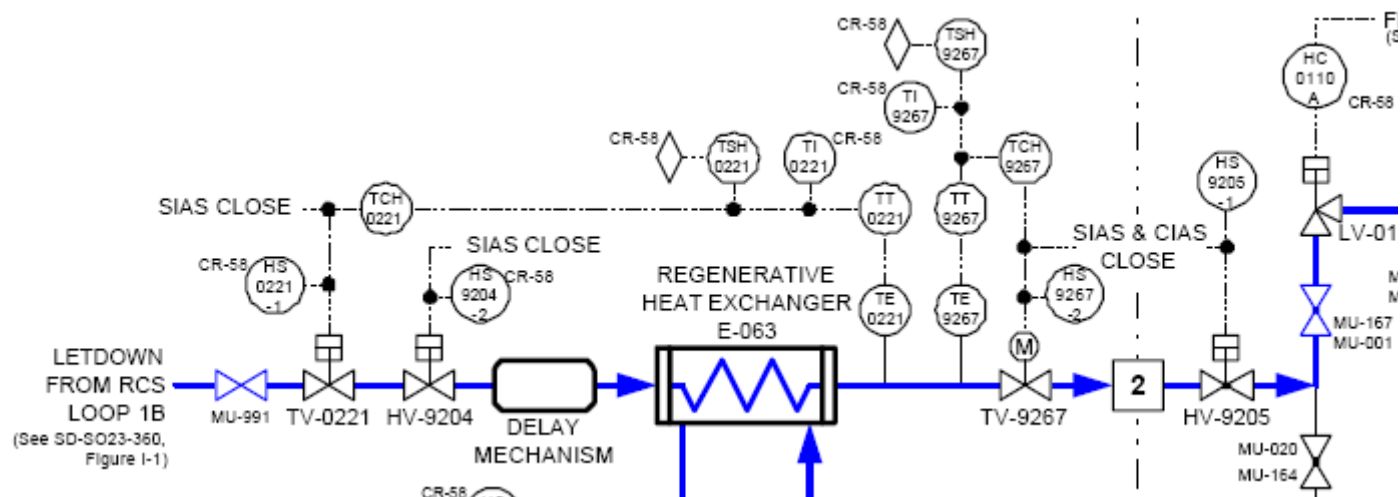 CR-58
TSH
9267
CR-58
TI
9267
HC
0110
A
CR-58
CR-58
TSH
0221
TI
0221
CR-58
TCH
9267
HS
9205
-1
SIAS CLOSE
TCH
0221
TT
0221
TT
9267
SIAS & CIAS
CLOSE
LV-01
SIAS CLOSE
CR-58
HS
0221
-1
HS
9204
-2
CR-58
REGENERATIVE
HEAT EXCHANGER
E-063
TE
0221
TE
9267
HS
9267
-2
M
MU-167
MU-001
LETDOWN
FROM RCS
LOOP 1B
(See SD-SO23-360,
Figure I-1)
MU-991
TV-0221
HV-9204
DELAY
MECHANISM
TV-9267
2
HV-9205
MU-020
MU-164
CR-58